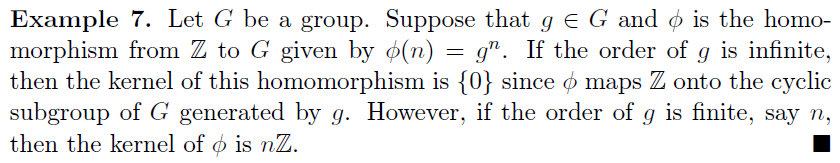 Example 7. Let G be a group. Suppose that g ∈ G and ϕ is the homo-
morphism from ℤ to G given by ϕ(n) = gⁿ. If the order of g is infinite,
then the kernel of this homomorphism is {0} since ϕ maps ℤ onto the cyclic
subgroup of G generated by g. However, if the order of g is finite, say n,
then the kernel of ϕ is nℤ. ■